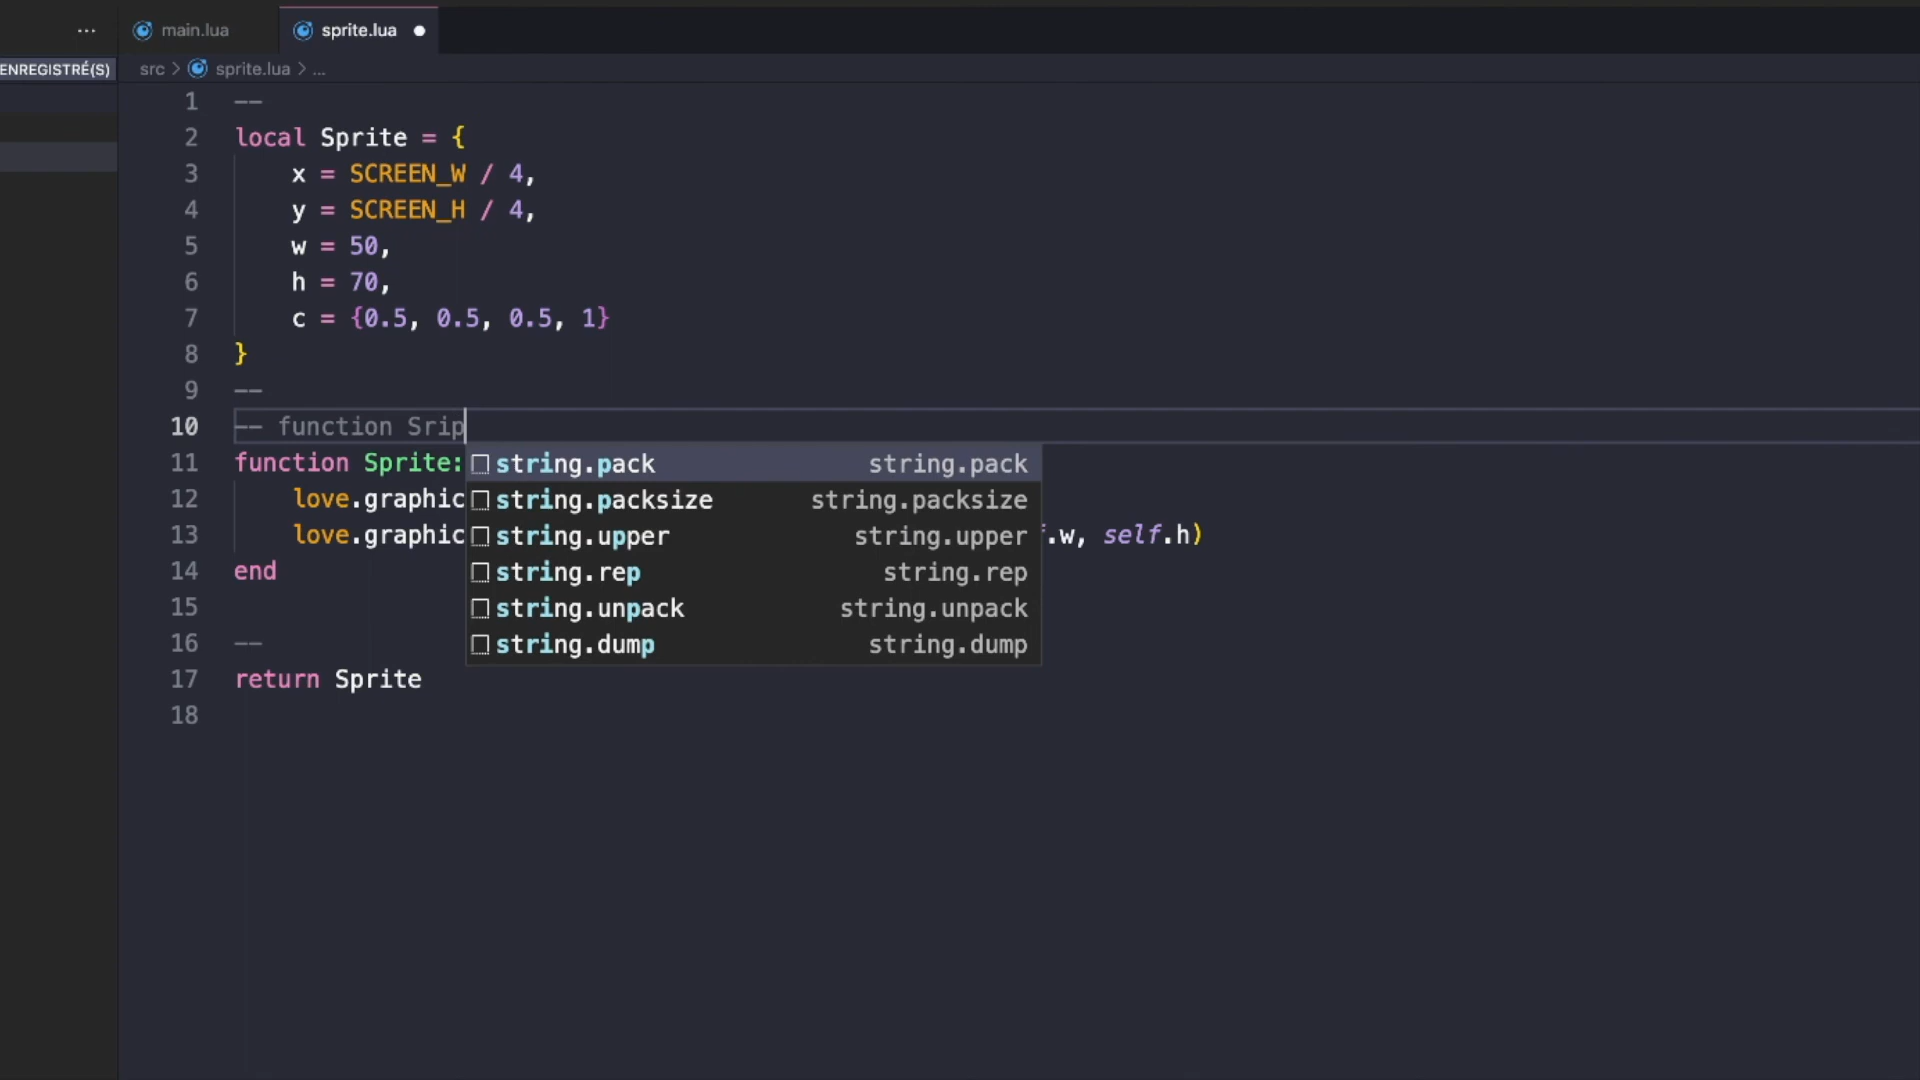 ··· main.lua sprite.lua ●
ENREGISTRÉ(S) src > sprite.lua > ...
1 --
2 local Sprite = {
3 x = SCREEN_W / 4,
4 y = SCREEN_H / 4,
5 w = 50,
6 h = 70,
7 c = {0.5, 0.5, 0.5, 1}
8 }
9 --
10 -- function Srip
11 function Sprite: string.pack string.pack
12 love.graphic string.packsize string.packsize
string.upper string.upper
13 love.graphic .w, self.h)
14 end string.rep string.rep
15 string.unpack string.unpack
16 -- string.dump string.dump
17 return Sprite
18